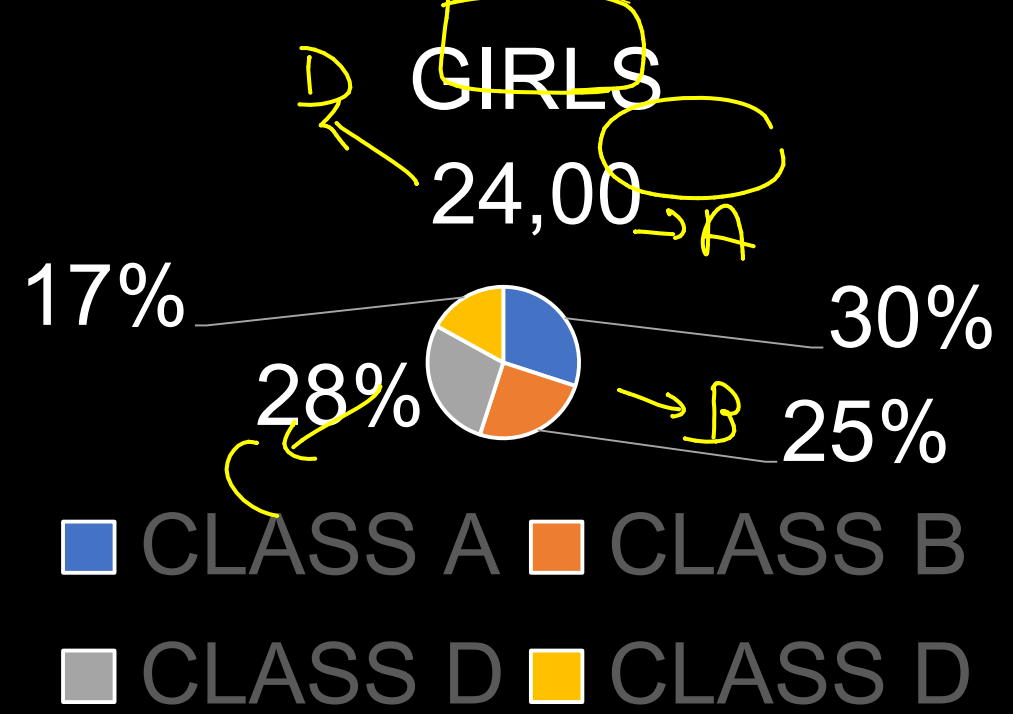 GIRLS
D
24,00
A
17%
30%
28%
B
25%
C
CLASS A
CLASS B
CLASS D
CLASS D